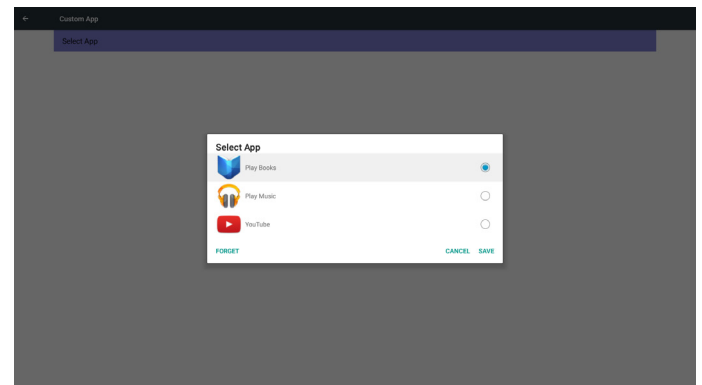 Custom App
Select App
Select App
Play Books
Play Music
YouTube
FORGET CANCEL SAVE